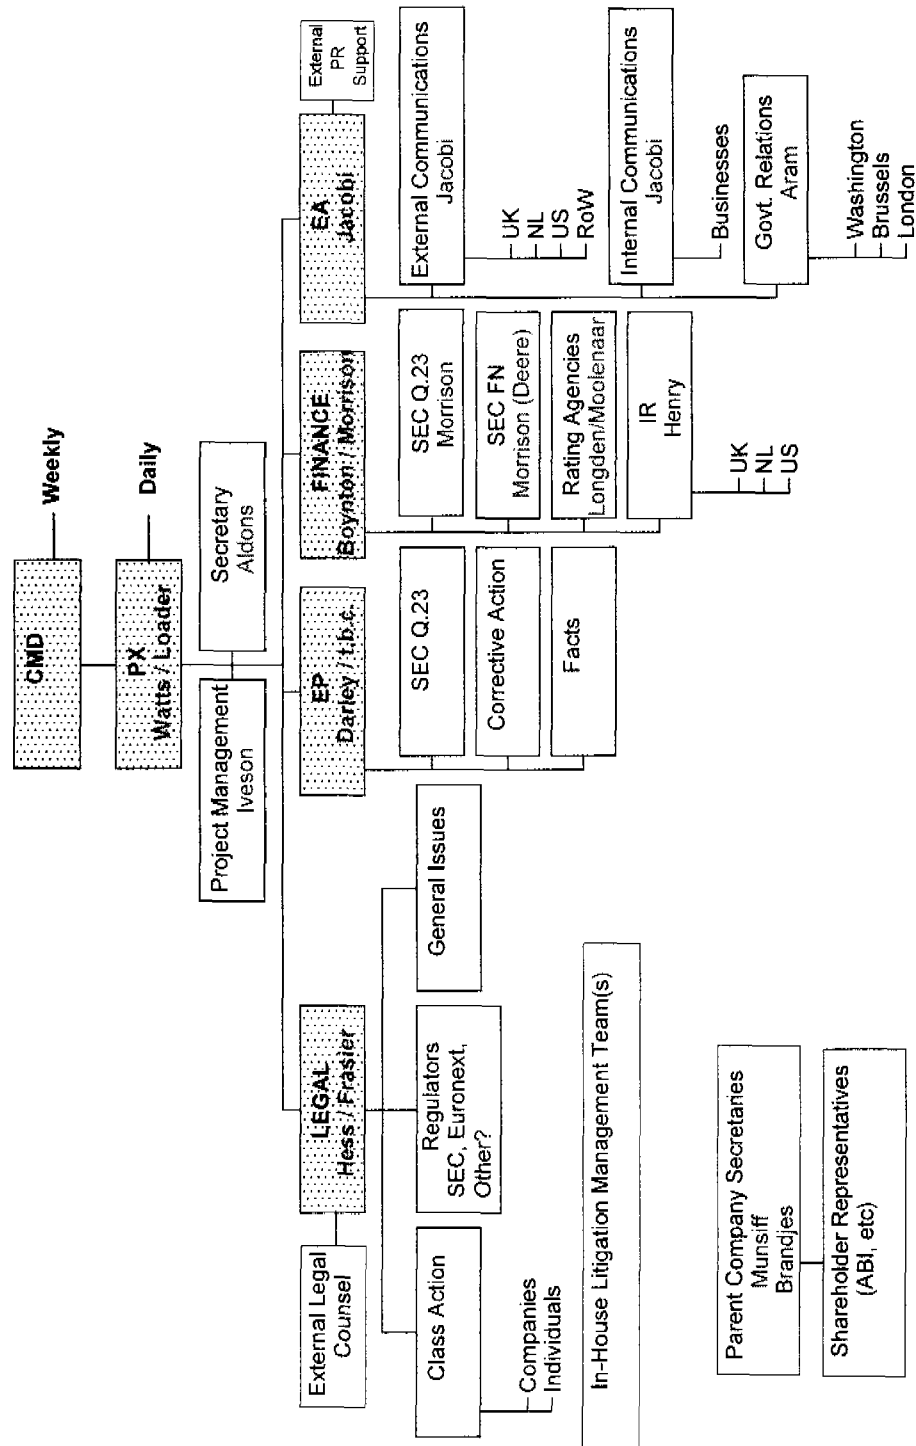 CMD
Weekly
PX
Watts / Loader
Daily
Project Management
Iveson
Secretary
Aldons
External Legal
Counsel
LEGAL
Hess / Frasier
EP
Darley / t.b.c.
FINANCE
Boynton / Morrison
EA
Jacobi
External
PR
Support
Class Action
Companies
Individuals
Regulators
SEC, Euronext,
Other?
General Issues
SEC Q.23
Corrective Action
Facts
SEC Q.23
Morrison
SEC FN
Morrison (Deere)
Rating Agencies
Longden/Moolenaar
IR
Henry
UK
NL
US
External Communications
Jacobi
UK
NL
US
RoW
Internal Communications
Jacobi
Businesses
Govt. Relations
Aram
Washington
Brussels
London
In-House Litigation Management Team(s)
Parent Company Secretaries
Munsiff
Brandjes
Shareholder Representatives
(ABI, etc)